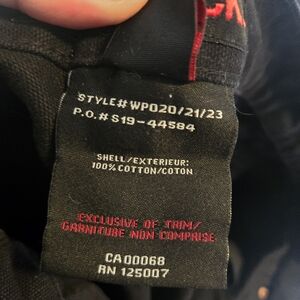 STYLE# WP020/21/23
P.O.# S19-44584
SHELL/EXTERIEUR:
100% COTTON/COTON
EXCLUSIVE OF TRIM/
GARNITURE NON COMPRISE
CA00068
RN 125007